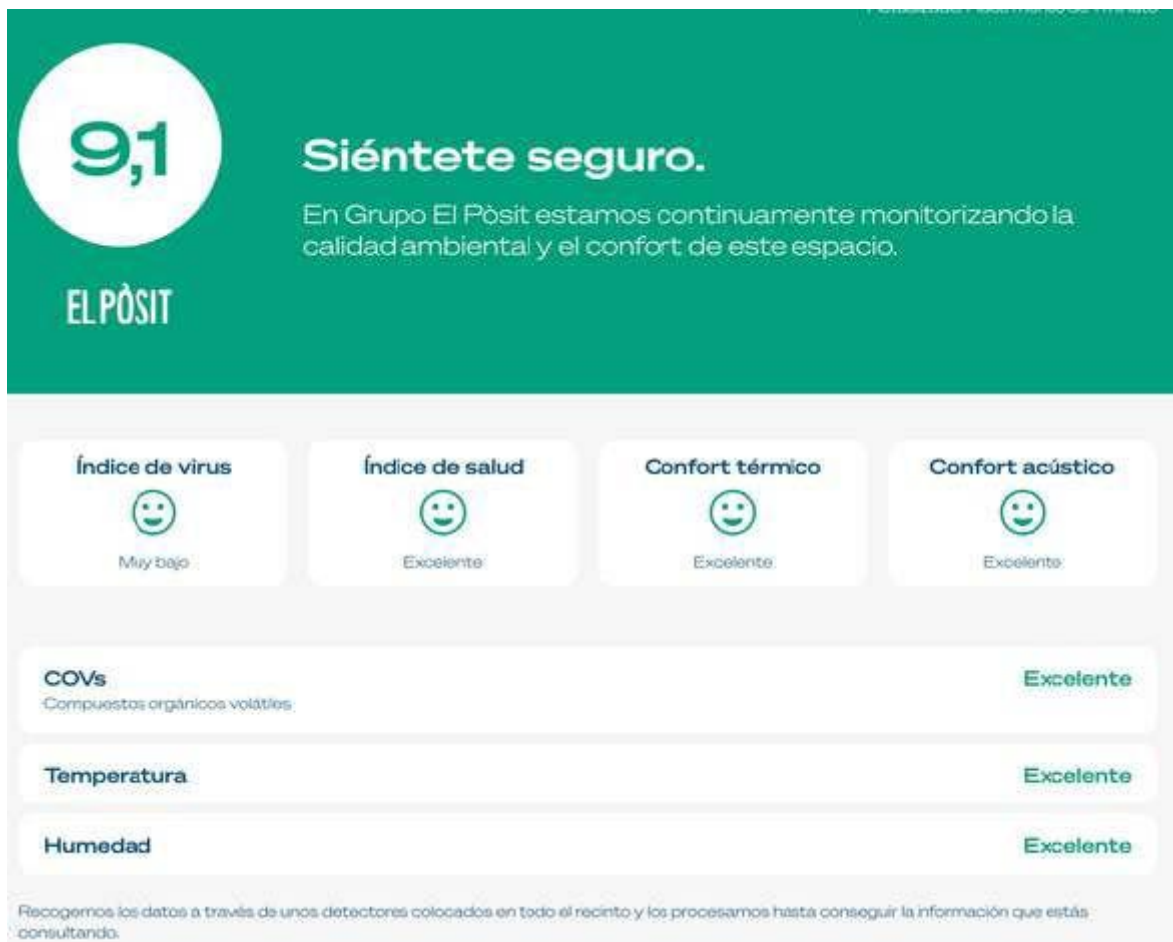 9,1
Siéntete seguro.
En Grupo El Pòsit estamos continuamente monitorizando la
calidad ambiental y el confort de este espacio.
EL PÒSIT
Índice de virus
Muy bajo
Índice de salud
Excelente
Confort térmico
Excelente
Confort acústico
Excelente
COVs
Excelente
Compuestos orgánicos volátiles
Temperatura
Excelente
Humedad
Excelente
Recogemos los datos a través de unos detectores colocados en todo el recinto y los procesamos hasta conseguir la información que estás
consultando.